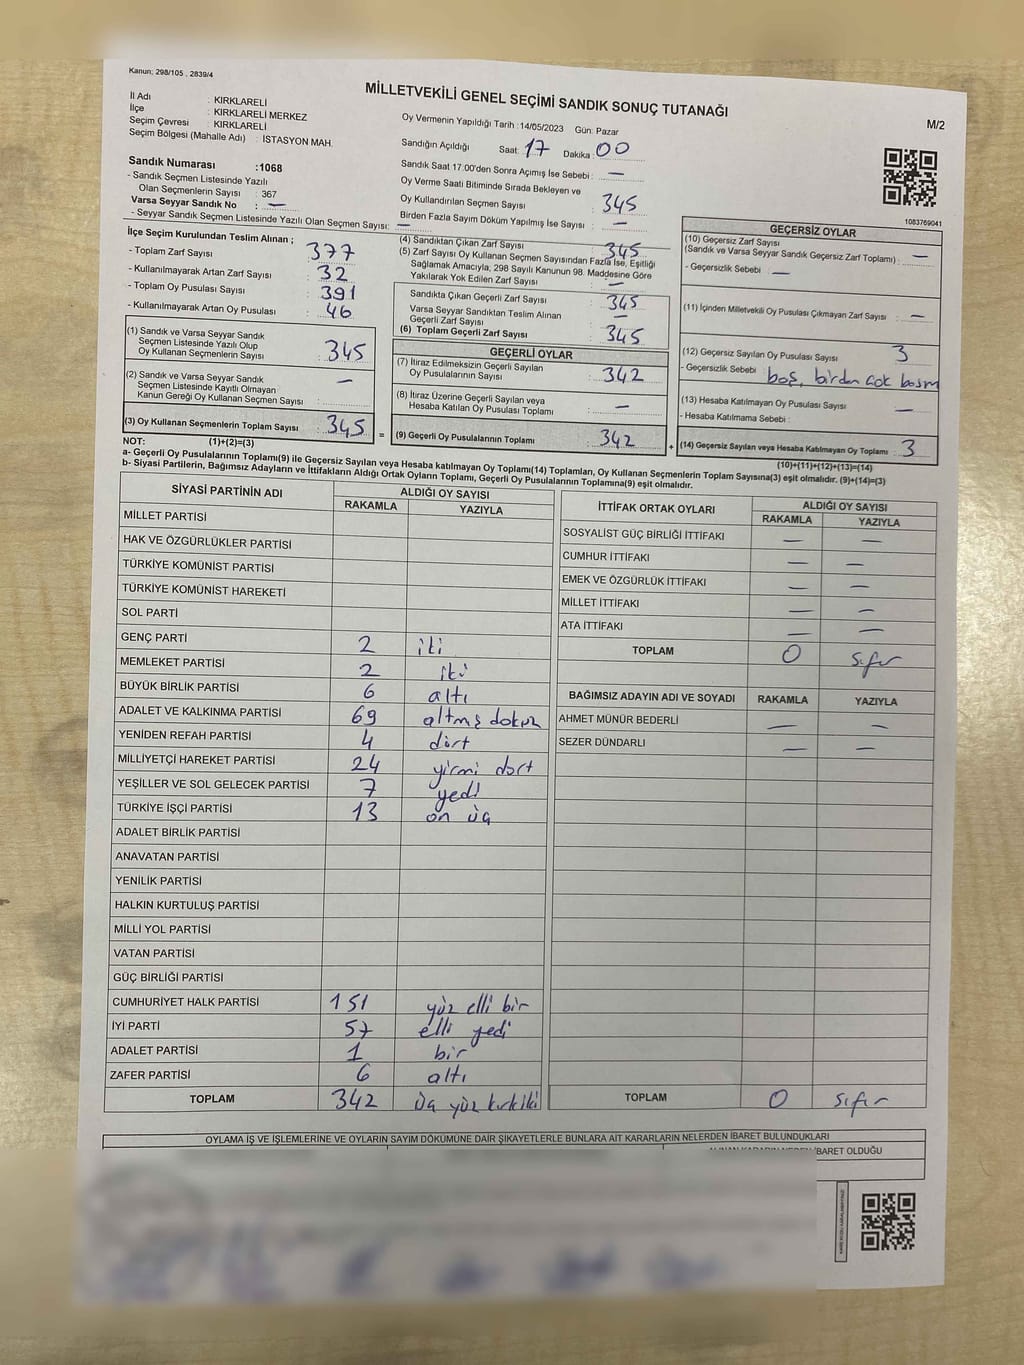 Kanun; 298/105 , 2839/4
MİLLETVEKİLİ GENEL SEÇİMİ SANDIK SONUÇ TUTANAĞI
M/2
İl Adı : KIRKLARELİ
İlçe : KIRKLARELİ MERKEZ
Seçim Çevresi : KIRKLARELİ
Seçim Bölgesi (Mahalle Adı) : İSTASYON MAH.
Sandık Numarası :1068
- Sandık Seçmen Listesinde Yazılı
Olan Seçmenlerin Sayısı : 367
Varsa Seyyar Sandık No : —
- Seyyar Sandık Seçmen Listesinde Yazılı Olan Seçmen Sayısı: —
Oy Vermenin Yapıldığı Tarih :14/05/2023 Gün: Pazar
Sandığın Açıldığı Saat: 17 Dakika : 00
Sandık Saat 17:00'den Sonra Açımış İse Sebebi : —
Oy Verme Saati Bitiminde Sırada Bekleyen ve
Oy Kullandırılan Seçmen Sayısı : 345
Birden Fazla Sayım Döküm Yapılmış İse Sayısı : —
1083769041
İlçe Seçim Kurulundan Teslim Alınan ;
- Toplam Zarf Sayısı : 377
- Kullanılmayarak Artan Zarf Sayısı : 32
- Toplam Oy Pusulası Sayısı : 391
- Kullanılmayarak Artan Oy Pusulası : 46
(1) Sandık ve Varsa Seyyar Sandık
Seçmen Listesinde Yazılı Olup
Oy Kullanan Seçmenlerin Sayısı : 345
(2) Sandık ve Varsa Seyyar Sandık
Seçmen Listesinde Kayıtlı Olmayan
Kanun Gereği Oy Kullanan Seçmen Sayısı : —
(3) Oy Kullanan Seçmenlerin Toplam Sayısı : 345 =
(4) Sandıktan Çıkan Zarf Sayısı : 345
(5) Zarf Sayısı Oy Kullanan Seçmen Sayısından Fazla İse, Eşitliği
Sağlamak Amacıyla, 298 Sayılı Kanunun 98. Maddesine Göre
Yakılarak Yok Edilen Zarf Sayısı : —
Sandıkta Çıkan Geçerli Zarf Sayısı : 345
Varsa Seyyar Sandıktan Teslim Alınan
Geçerli Zarf Sayısı : —
(6) Toplam Geçerli Zarf Sayısı : 345
GEÇERLİ OYLAR
(7) İtiraz Edilmeksizin Geçerli Sayılan
Oy Pusulalarının Sayısı : 342
(8) İtiraz Üzerine Geçerli Sayılan veya
Hesaba Katılan Oy Pusulası Toplamı : —
(9) Geçerli Oy Pusulalarının Toplamı : 342 +
GEÇERSİZ OYLAR
(10) Geçersiz Zarf Sayısı
(Sandık ve Varsa Seyyar Sandık Geçersiz Zarf Toplamı) : —
- Geçersizlik Sebebi : —
(11) İçinden Milletvekili Oy Pusulası Çıkmayan Zarf Sayısı : —
(12) Geçersiz Sayılan Oy Pusulası Sayısı : 3
- Geçersizlik Sebebi : boş, birden çok basım
(13) Hesaba Katılmayan Oy Pusulası Sayısı : —
- Hesaba Katılmama Sebebi :
(14) Geçersiz Sayılan veya Hesaba Katılmayan Oy Toplamı : 3
(10)+(11)+(12)+(13)=(14)
NOT: (1)+(2)=(3)
a- Geçerli Oy Pusulalarının Toplamı(9) ile Geçersiz Sayılan veya Hesaba katılmayan Oy Toplamı(14) Toplamları, Oy Kullanan Seçmenlerin Toplam Sayısına(3) eşit olmalıdır. (9)+(14)=(3)
b- Siyasi Partilerin, Bağımsız Adayların ve İttifakların Aldığı Ortak Oyların Toplamı, Geçerli Oy Pusulalarının Toplamına(9) eşit olmalıdır.
SİYASİ PARTİNİN ADI ALDIĞI OY SAYISI
RAKAMLA YAZIYLA
MİLLET PARTİSİ
HAK VE ÖZGÜRLÜKLER PARTİSİ
TÜRKİYE KOMÜNİST PARTİSİ
TÜRKİYE KOMÜNİST HAREKETİ
SOL PARTİ
GENÇ PARTİ 2 iki
MEMLEKET PARTİSİ 2 iki
BÜYÜK BİRLİK PARTİSİ 6 altı
ADALET VE KALKINMA PARTİSİ 69 altmış dokuz
YENİDEN REFAH PARTİSİ 4 dört
MİLLİYETÇİ HAREKET PARTİSİ 24 yirmi dört
YEŞİLLER VE SOL GELECEK PARTİSİ 7 yedi
TÜRKİYE İŞÇİ PARTİSİ 13 on üç
ADALET BİRLİK PARTİSİ
ANAVATAN PARTİSİ
YENİLİK PARTİSİ
HALKIN KURTULUŞ PARTİSİ
MİLLİ YOL PARTİSİ
VATAN PARTİSİ
GÜÇ BİRLİĞİ PARTİSİ
CUMHURİYET HALK PARTİSİ 151 yüz elli bir
İYİ PARTİ 57 elli yedi
ADALET PARTİSİ 1 bir
ZAFER PARTİSİ 6 altı
TOPLAM 342 üç yüz kırk iki
İTTİFAK ORTAK OYLARI ALDIĞI OY SAYISI
RAKAMLA YAZIYLA
SOSYALİST GÜÇ BİRLİĞİ İTTİFAKI — —
CUMHUR İTTİFAKI — —
EMEK VE ÖZGÜRLÜK İTTİFAKI — —
MİLLET İTTİFAKI — —
ATA İTTİFAKI — —
TOPLAM 0 sıfır
BAĞIMSIZ ADAYIN ADI VE SOYADI RAKAMLA YAZIYLA
AHMET MÜNÜR BEDERLİ — —
SEZER DÜNDARLI — —
TOPLAM 0 sıfır
OYLAMA İŞ VE İŞLEMLERİNE VE OYLARIN SAYIM DÖKÜMÜNE DAİR ŞİKAYETLERLE BUNLARA AİT KARARLARIN NELERDEN İBARET BULUNDUKLARI
İBARET OLDUĞU